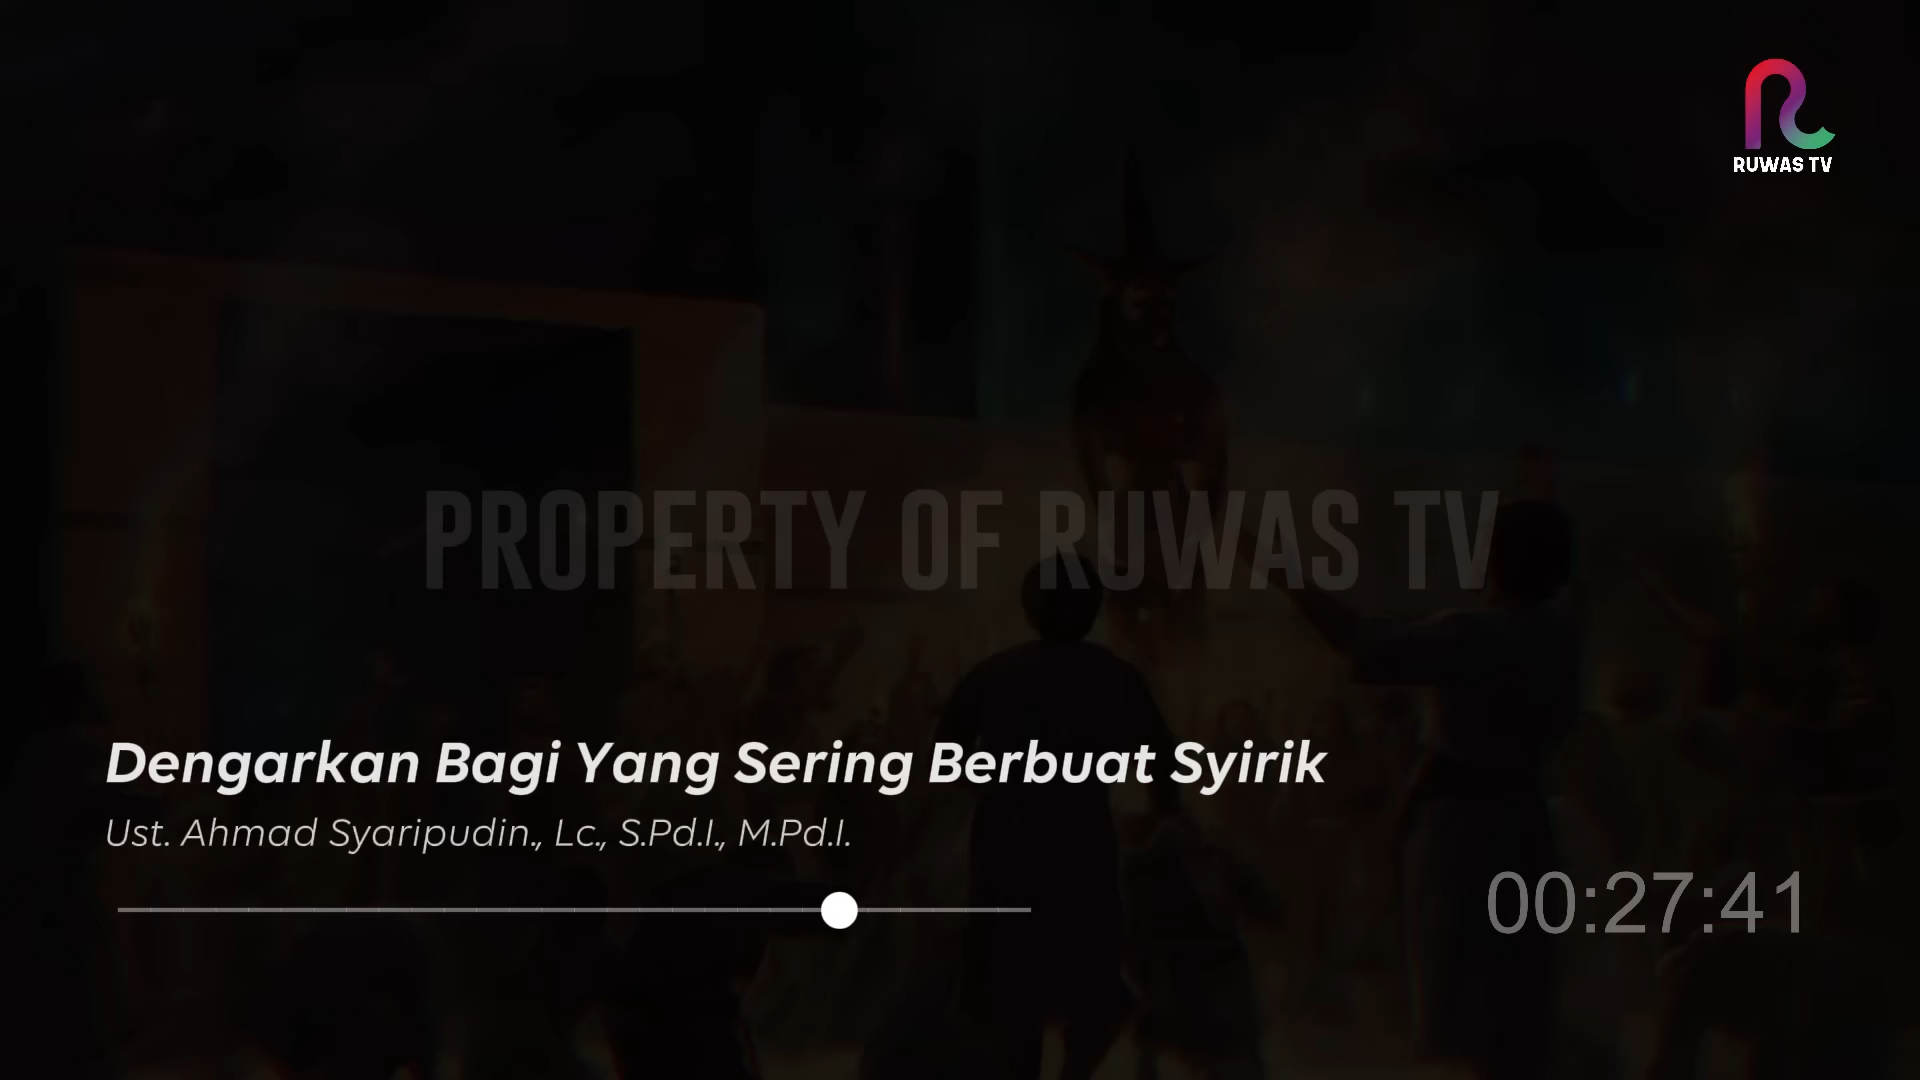 RUWAS TV
PROPERTY OF RUWAS TV
Dengarkan Bagi Yang Sering Berbuat Syirik
Ust. Ahmad Syaripudin., Lc., S.Pd.I., M.Pd.I.
00:27:41